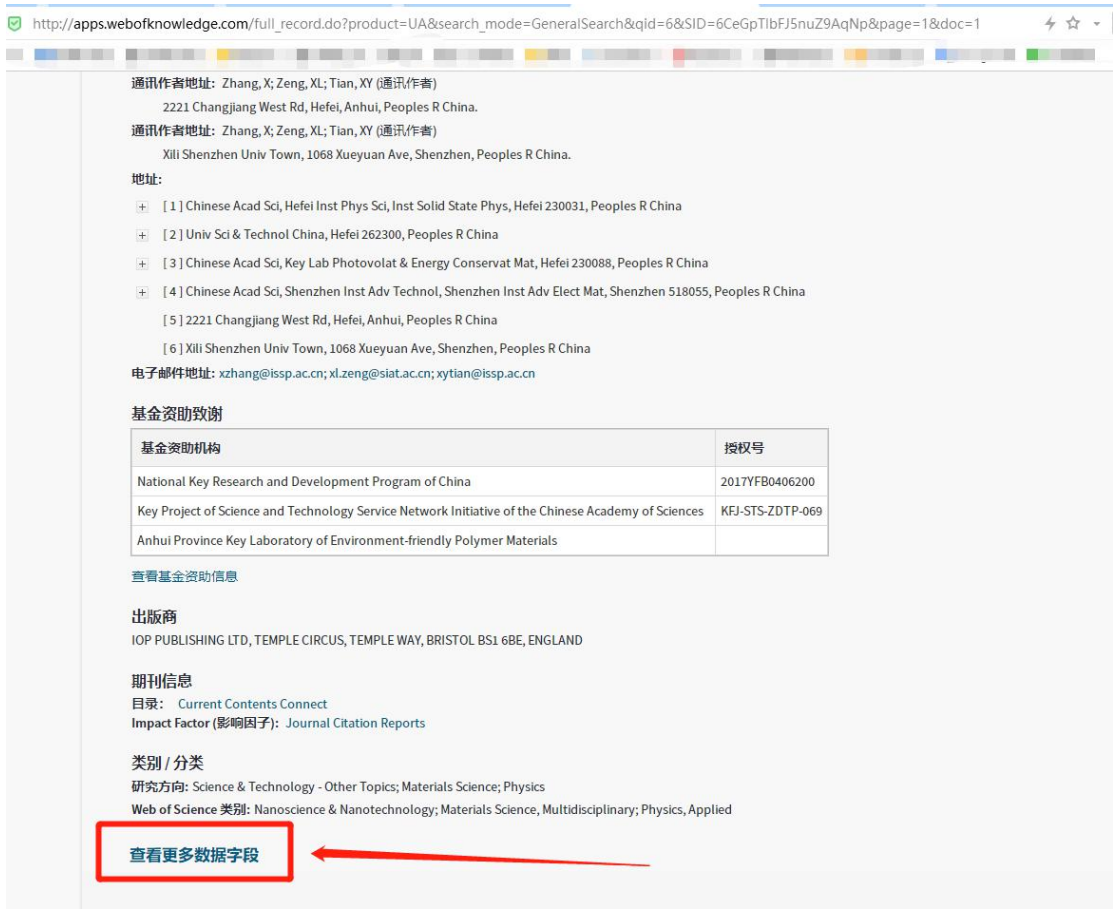 http://apps.webofknowledge.com/full_record.do?product=UA&search_mode=GeneralSearch&qid=6&SID=6CeGpTlbFJ5nuZ9AqNp&page=1&doc=1
通讯作者地址: Zhang, X; Zeng, XL; Tian, XY (通讯作者)
2221 Changjiang West Rd, Hefei, Anhui, Peoples R China.
通讯作者地址: Zhang, X; Zeng, XL; Tian, XY (通讯作者)
Xili Shenzhen Univ Town, 1068 Xueyuan Ave, Shenzhen, Peoples R China.
地址:
[ 1 ] Chinese Acad Sci, Hefei Inst Phys Sci, Inst Solid State Phys, Hefei 230031, Peoples R China
[ 2 ] Univ Sci & Technol China, Hefei 262300, Peoples R China
[ 3 ] Chinese Acad Sci, Key Lab Photovolat & Energy Conservat Mat, Hefei 230088, Peoples R China
[ 4 ] Chinese Acad Sci, Shenzhen Inst Adv Technol, Shenzhen Inst Adv Elect Mat, Shenzhen 518055, Peoples R China
[ 5 ] 2221 Changjiang West Rd, Hefei, Anhui, Peoples R China
[ 6 ] Xili Shenzhen Univ Town, 1068 Xueyuan Ave, Shenzhen, Peoples R China
电子邮件地址: xzhang@issp.ac.cn; xl.zeng@siat.ac.cn; xytian@issp.ac.cn
基金资助致谢
基金资助机构 授权号
National Key Research and Development Program of China 2017YFB0406200
Key Project of Science and Technology Service Network Initiative of the Chinese Academy of Sciences KFJ-STS-ZDTP-069
Anhui Province Key Laboratory of Environment-friendly Polymer Materials
查看基金资助信息
出版商
IOP PUBLISHING LTD, TEMPLE CIRCUS, TEMPLE WAY, BRISTOL BS1 6BE, ENGLAND
期刊信息
目录: Current Contents Connect
Impact Factor (影响因子): Journal Citation Reports
类别 / 分类
研究方向: Science & Technology - Other Topics; Materials Science; Physics
Web of Science 类别: Nanoscience & Nanotechnology; Materials Science, Multidisciplinary; Physics, Applied
查看更多数据字段